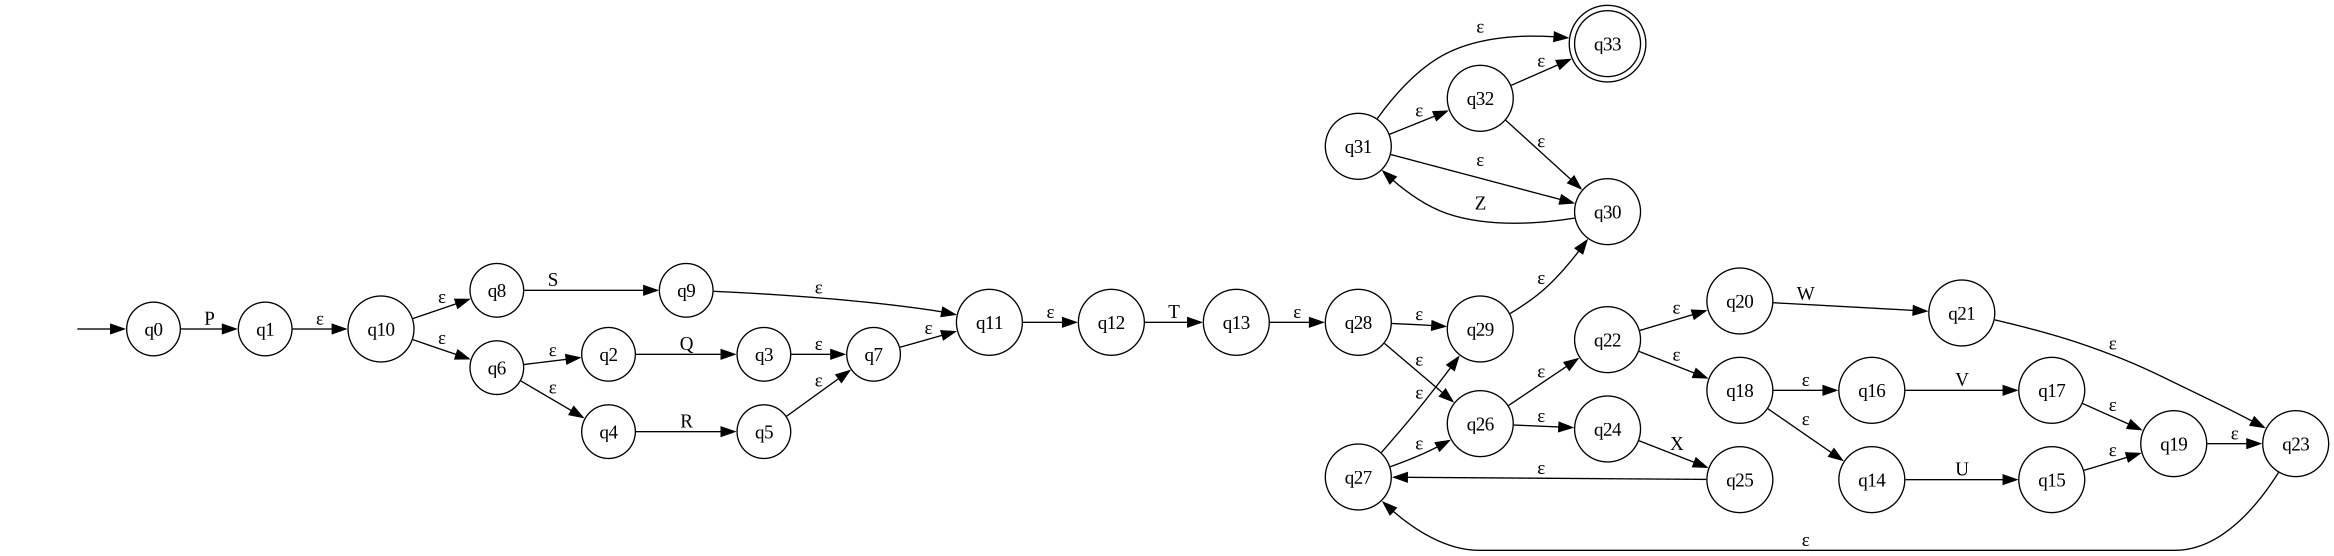 ε
q33
ε
q32
ε
ε
q31
ε
Z
q30
ε
q0
P
q1
ε
q10
ε
q8
S
q9
ε
ε
q6
ε
q2
Q
q3
ε
q7
ε
ε
q4
R
q5
ε
q11
ε
q12
T
q13
ε
q28
ε
q29
ε
ε
q26
ε
q22
ε
q20
W
q21
ε
ε
q18
ε
q16
V
q17
ε
ε
q14
U
q15
ε
q19
ε
q23
ε
q24
X
q25
ε
q27
ε
ε